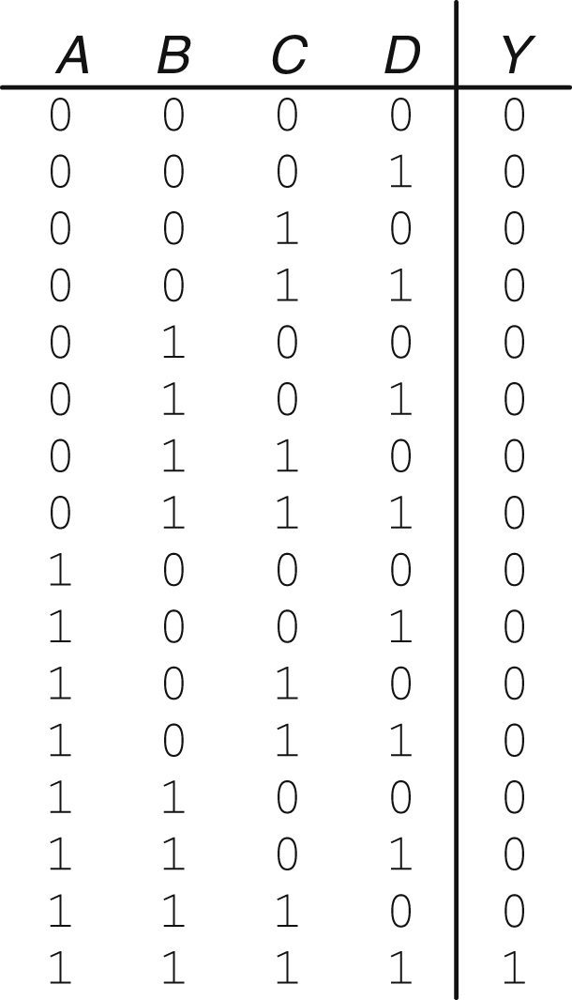 A B C D Y
0 0 0 0 0
0 0 0 1 0
0 0 1 0 0
0 0 1 1 0
0 1 0 0 0
0 1 0 1 0
0 1 1 0 0
0 1 1 1 0
1 0 0 0 0
1 0 0 1 0
1 0 1 0 0
1 0 1 1 0
1 1 0 0 0
1 1 0 1 0
1 1 1 0 0
1 1 1 1 1